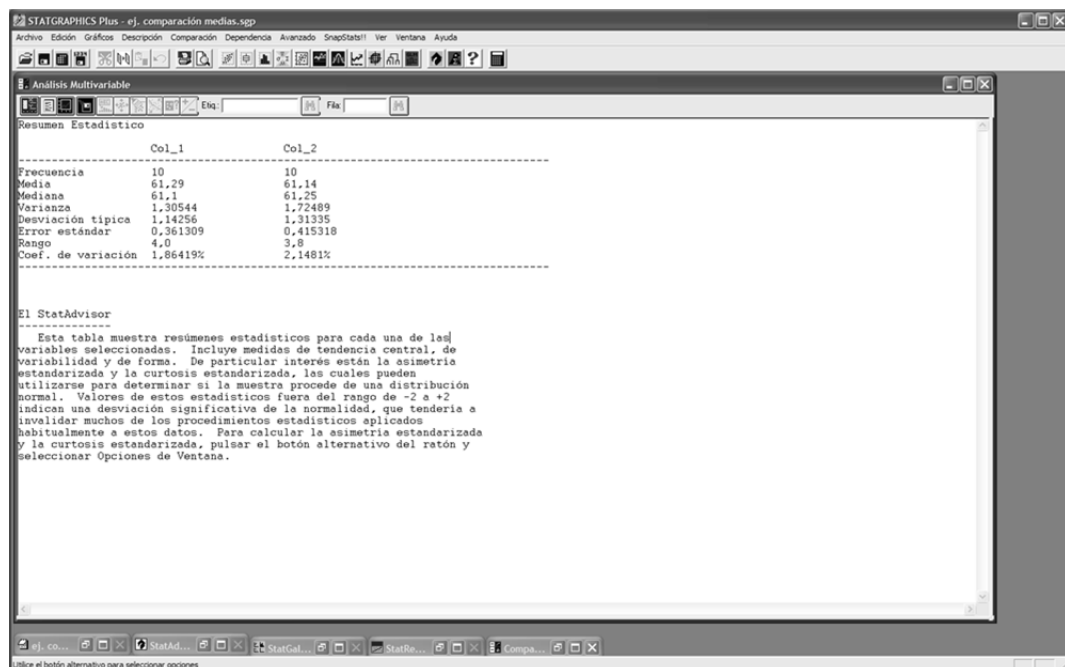 STATGRAPHICS Plus - ej. comparación medias.sgp
Archivo Edición Gráficos Descripción Comparación Dependencia Avanzado SnapStats!! Ver Ventana Ayuda
Análisis Multivariable
Etiq.: Fila:
Resumen Estadístico
Col_1 Col_2
Frecuencia 10 10
Media 61,29 61,14
Mediana 61,1 61,25
Varianza 1,30544 1,72489
Desviación típica 1,14256 1,31335
Error estándar 0,361309 0,415318
Rango 4,0 3,8
Coef. de variación 1,86419% 2,1481%
El StatAdvisor
Esta tabla muestra resúmenes estadísticos para cada una de las
variables seleccionadas. Incluye medidas de tendencia central, de
variabilidad y de forma. De particular interés están la asimetría
estandarizada y la curtosis estandarizada, las cuales pueden
utilizarse para determinar si la muestra procede de una distribución
normal. Valores de estos estadísticos fuera del rango de -2 a +2
indican una desviación significativa de la normalidad, que tendería a
invalidar muchos de los procedimientos estadísticos aplicados
habitualmente a estos datos. Para calcular la asimetría estandarizada
y la curtosis estandarizada, pulsar el botón alternativo del ratón y
seleccionar Opciones de Ventana.
ej. co... StatAd... StatGal... StatRe... Compa...
Utilice el botón alternativo para seleccionar opciones